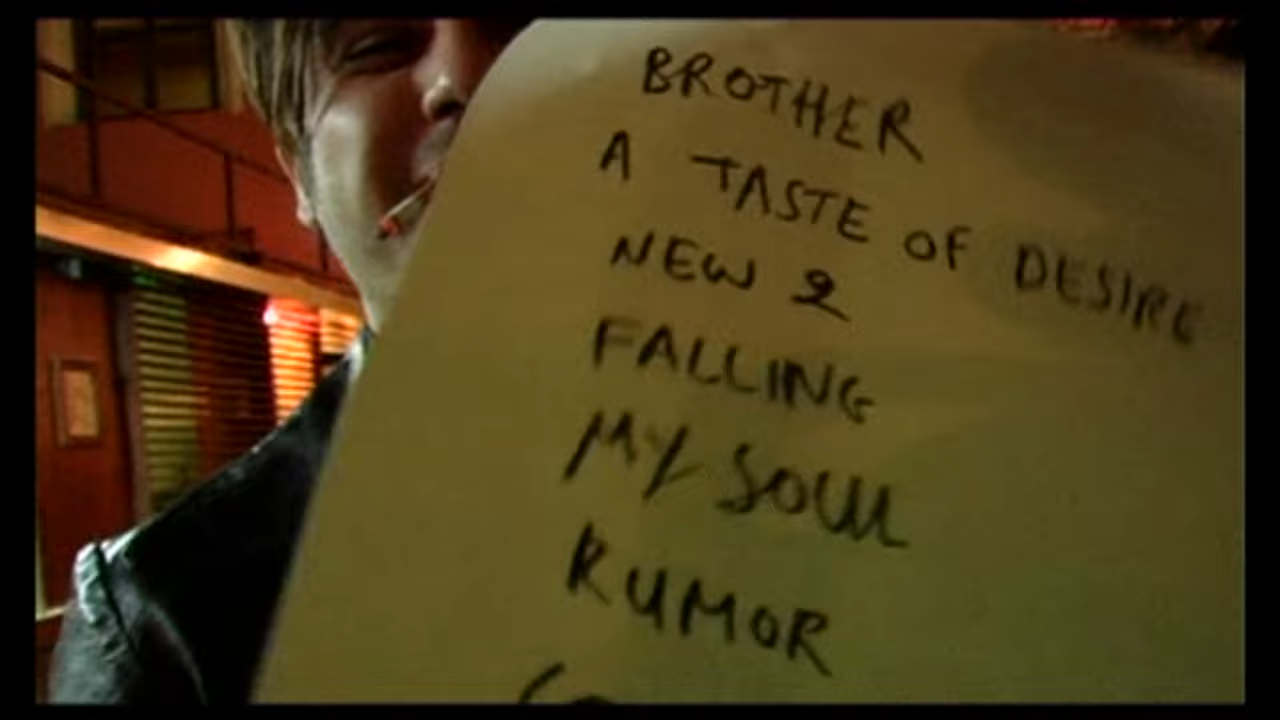 BROTHER
A TASTE OF DESIRE
NEW 2
FALLING
MY SOUL
RUMOR